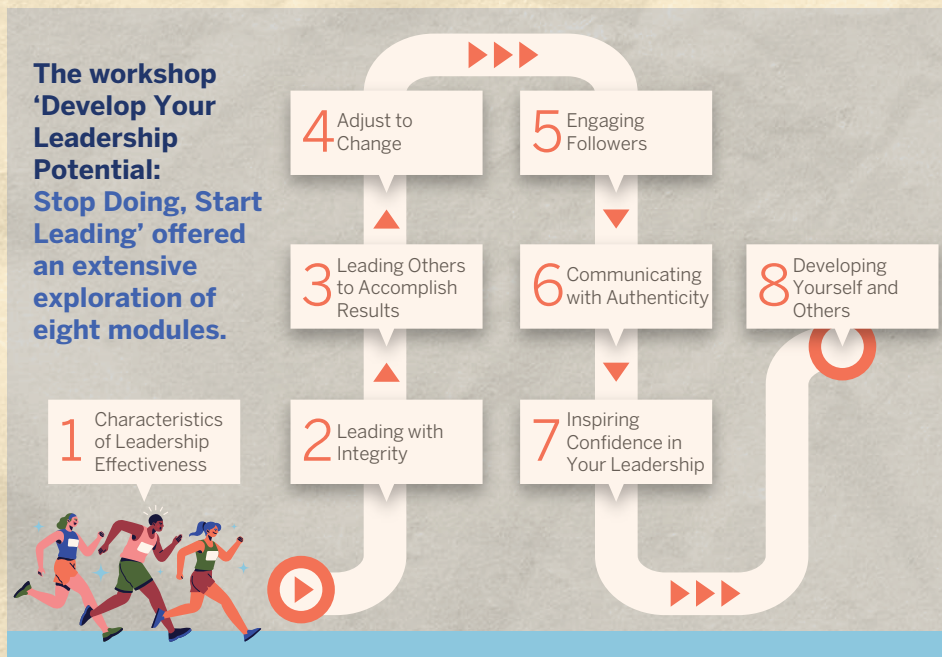 The workshop
‘Develop Your
Leadership
Potential:
Stop Doing, Start
Leading’ offered
an extensive
exploration of
eight modules.
1 Characteristics
of Leadership
Effectiveness
2 Leading with
Integrity
3 Leading Others
to Accomplish
Results
4 Adjust to
Change
5 Engaging
Followers
6 Communicating
with Authenticity
7 Inspiring
Confidence in
Your Leadership
8 Developing
Yourself and
Others